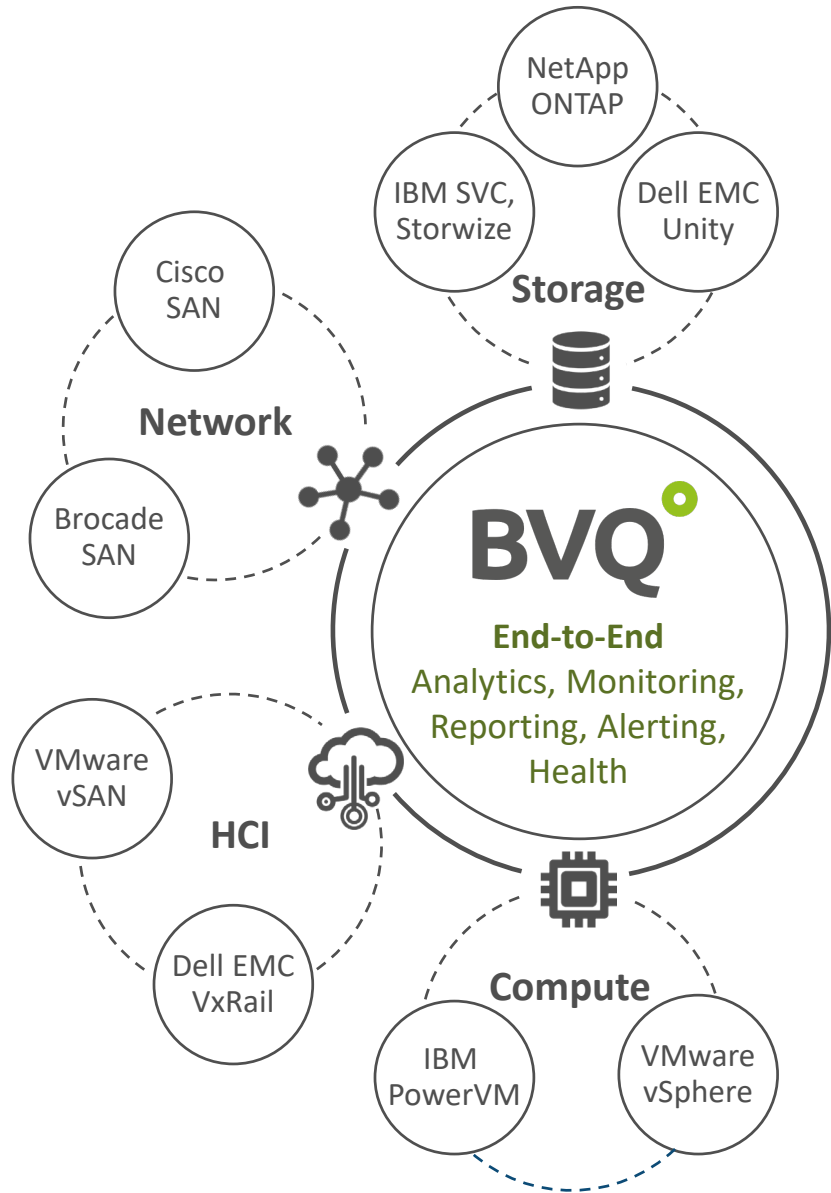 NetApp
ONTAP
IBM SVC,
Storwize
Dell EMC
Unity
Storage
Cisco
SAN
Network
Brocade
SAN
BVQ
End-to-End
Analytics, Monitoring,
Reporting, Alerting,
Health
VMware
vSAN
HCI
Dell EMC
VxRail
Compute
IBM
PowerVM
VMware
vSphere